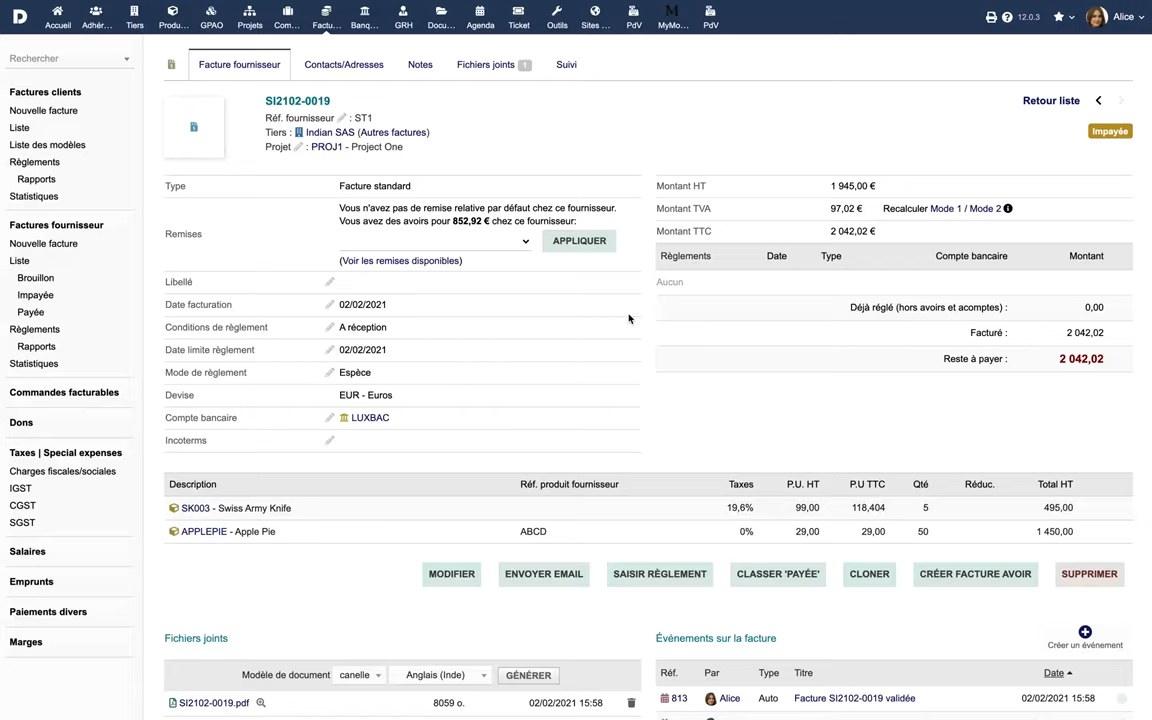 D Accueil Adhér... Tiers Produ... GPAO Projets Com... Factu... Banq... GRH Docu... Agenda Ticket Outils Sites ... PdV MyMo... PdV 12.0.3 Alice
Rechercher
Factures clients
Nouvelle facture
Liste
Liste des modèles
Règlements
Rapports
Statistiques
Factures fournisseur
Nouvelle facture
Liste
Brouillon
Impayée
Payée
Règlements
Rapports
Statistiques
Commandes facturables
Dons
Taxes | Special expenses
Charges fiscales/sociales
IGST
CGST
SGST
Salaires
Emprunts
Paiements divers
Marges
Facture fournisseur Contacts/Adresses Notes Fichiers joints 1 Suivi
SI2102-0019
Réf. fournisseur : ST1
Tiers : Indian SAS (Autres factures)
Projet : PROJ1 - Project One
Retour liste
Impayée
Type Facture standard
Remises
Vous n'avez pas de remise relative par défaut chez ce fournisseur.
Vous avez des avoirs pour 852,92 € chez ce fournisseur:
APPLIQUER
(Voir les remises disponibles)
Libellé
Date facturation 02/02/2021
Conditions de règlement A réception
Date limite règlement 02/02/2021
Mode de règlement Espèce
Devise EUR - Euros
Compte bancaire LUXBAC
Incoterms
Montant HT 1 945,00 €
Montant TVA 97,02 € Recalculer Mode 1 / Mode 2
Montant TTC 2 042,02 €
Règlements Date Type Compte bancaire Montant
Aucun
Déjà réglé (hors avoirs et acomptes) : 0,00
Facturé : 2 042,02
Reste à payer : 2 042,02
Description Réf. produit fournisseur Taxes P.U. HT P.U TTC Qté Réduc. Total HT
SK003 - Swiss Army Knife 19,6% 99,00 118,404 5 495,00
APPLEPIE - Apple Pie ABCD 0% 29,00 29,00 50 1 450,00
MODIFIER ENVOYER EMAIL SAISIR RÈGLEMENT CLASSER 'PAYÉE' CLONER CRÉER FACTURE AVOIR SUPPRIMER
Fichiers joints
Modèle de document canelle Anglais (Inde) GÉNÉRER
SI2102-0019.pdf 8059 o. 02/02/2021 15:58
Événements sur la facture
Créer un événement
Réf. Par Type Titre Date
813 Alice Auto Facture SI2102-0019 validée 02/02/2021 15:58